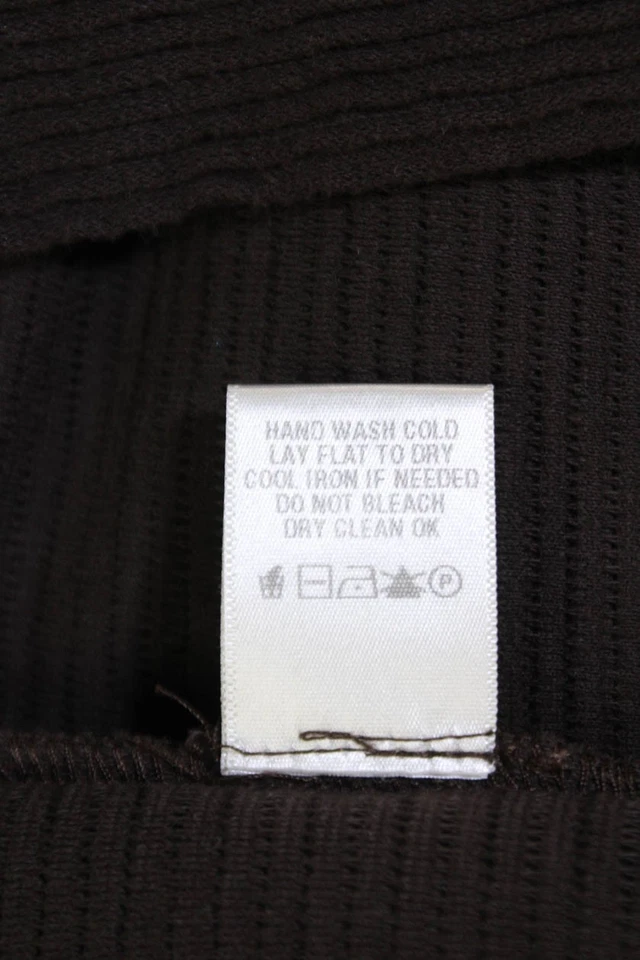 HAND WASH COLD
LAY FLAT TO DRY
COOL IRON IF NEEDED
DO NOT BLEACH
DRY CLEAN OK
P